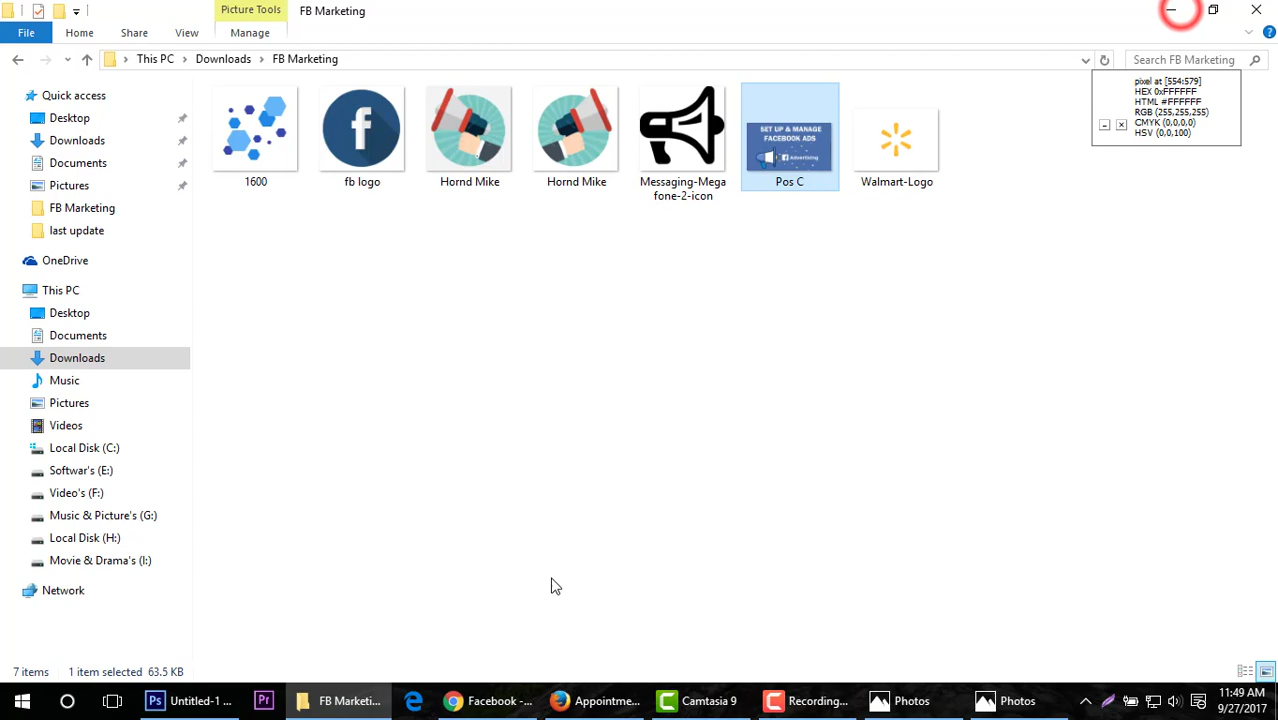 Picture Tools
FB Marketing
File
Home
Share
View
Manage
This PC
Downloads
FB Marketing
Search FB Marketing
pixel at [554:579]
HEX 0xFFFFFF
HTML #FFFFFF
RGB (255,255,255)
CMYK (0,0,0,0)
HSV (0,0,100)
Quick access
Desktop
Downloads
Documents
Pictures
FB Marketing
last update
OneDrive
This PC
Desktop
Documents
Downloads
Music
Pictures
Videos
Local Disk (C:)
Softwar's (E:)
Video's (F:)
Music & Picture's (G:)
Local Disk (H:)
Movie & Drama's (I:)
Network
1600
fb logo
Hornd Mike
Hornd Mike
Messaging-Mega
fone-2-icon
SET UP & MANAGE
FACEBOOK ADS
Advertising
Pos C
Walmart-Logo
7 items
1 item selected 63.5 KB
Untitled-1 ...
FB Marketi...
Facebook -...
Appointme...
Camtasia 9
Recording...
Photos
Photos
11:49 AM
9/27/2017